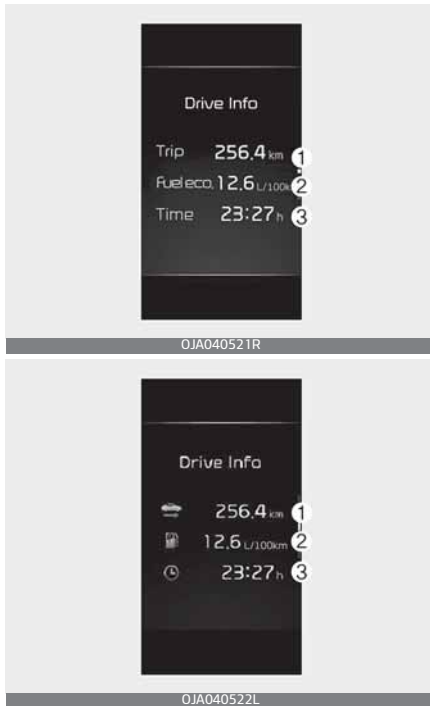 Drive Info
Trip 256.4 km ①
Fuel eco. 12.6 L/100km ②
Time 23:27 h ③
OJA040521R
Drive Info
256.4 km ①
12.6 L/100km ②
23:27 h ③
OJA040522L